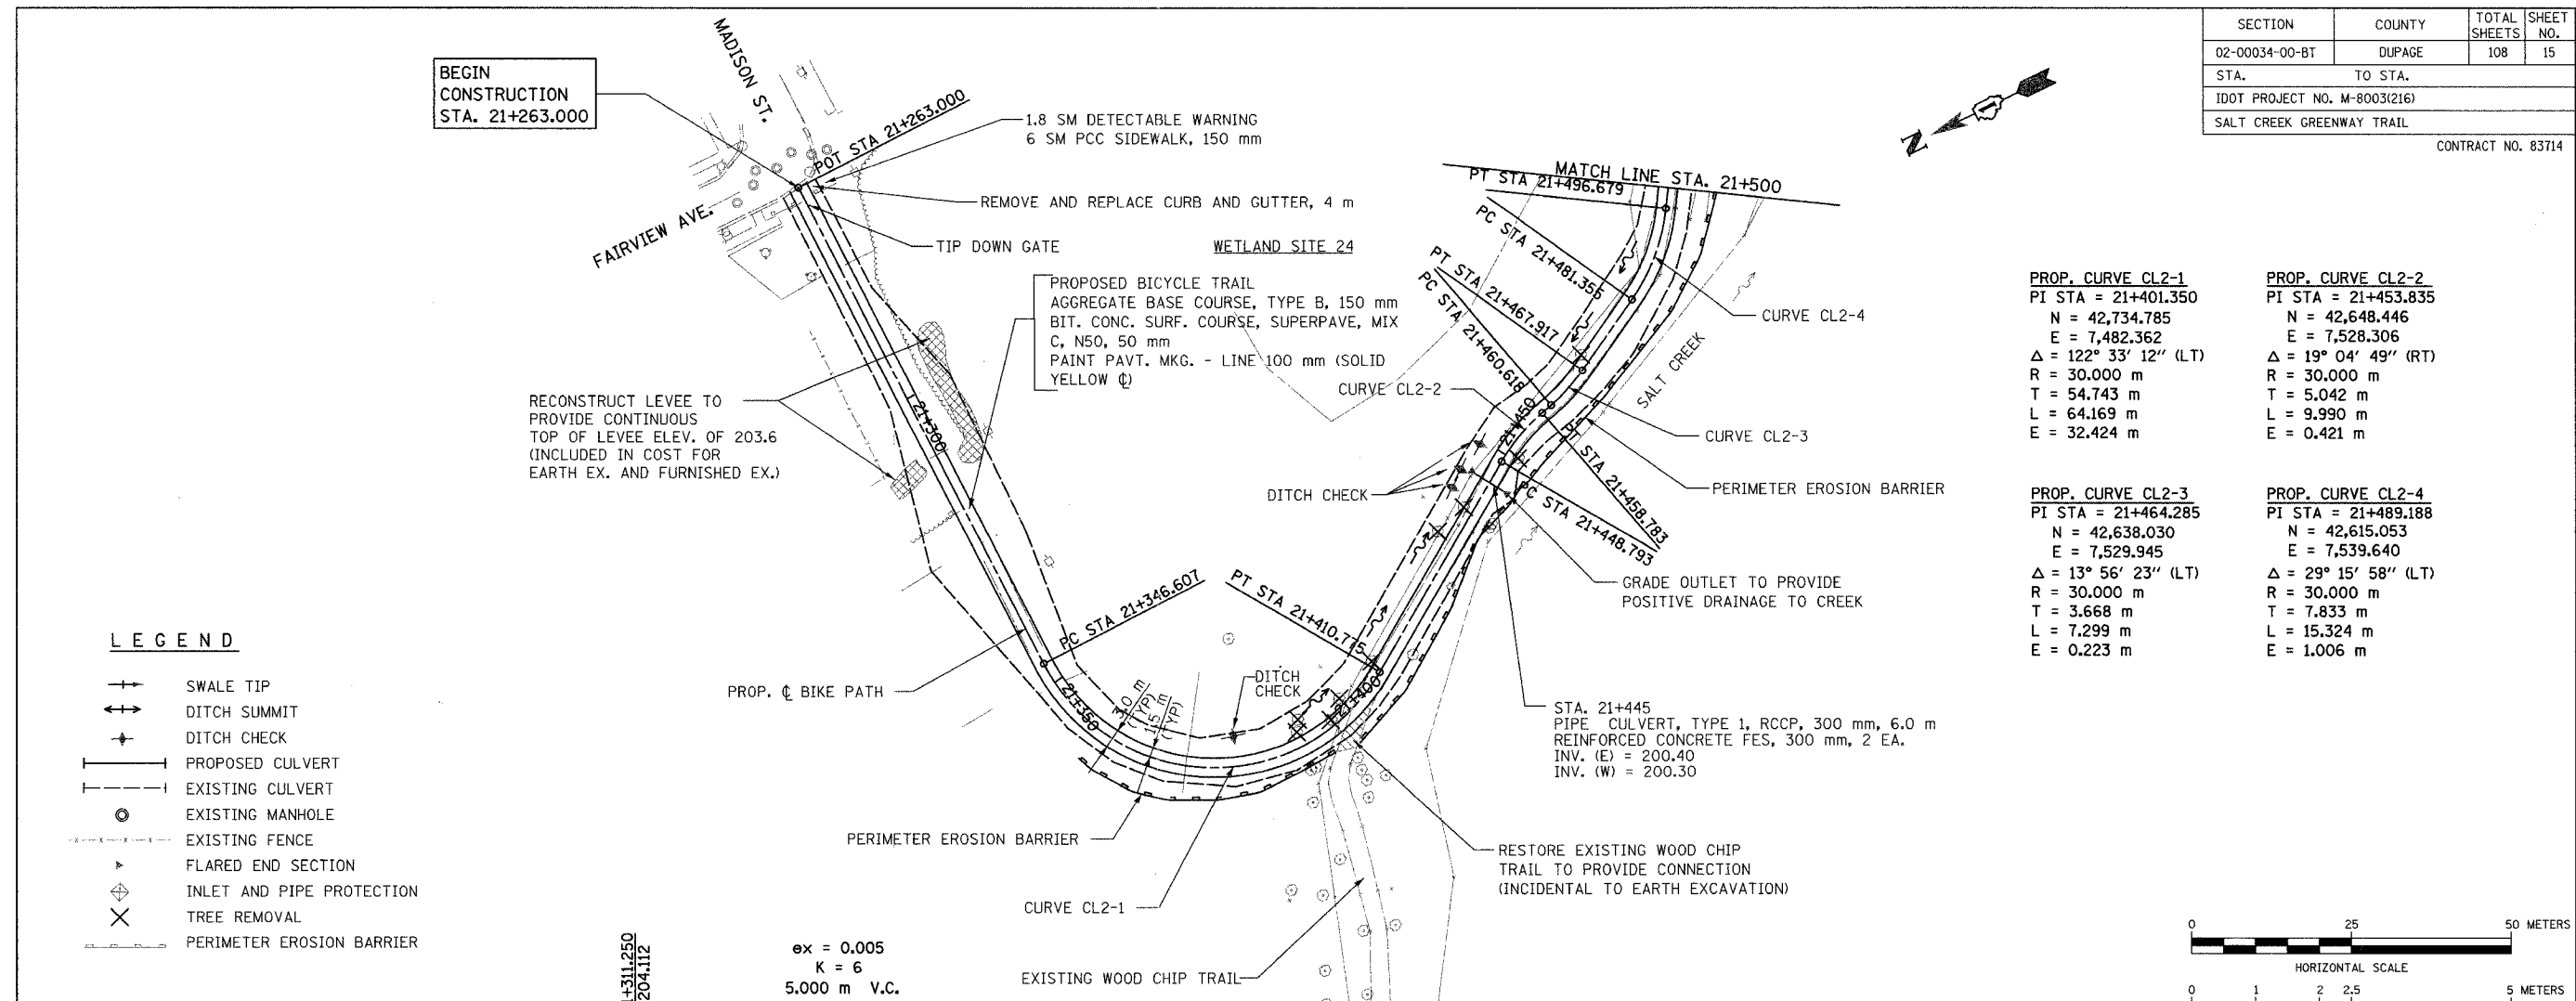 SECTION COUNTY TOTAL SHEETS SHEET NO.
02-00034-00-BT DUPAGE 108 15
STA. TO STA.
IDOT PROJECT NO. M-8003(216)
SALT CREEK GREENWAY TRAIL
CONTRACT NO. 83714
BEGIN
CONSTRUCTION
STA. 21+263.000
MADISON ST.
FAIRVIEW AVE.
POT STA 21+263.000
1.8 SM DETECTABLE WARNING
6 SM PCC SIDEWALK, 150 mm
REMOVE AND REPLACE CURB AND GUTTER, 4 m
TIP DOWN GATE
WETLAND SITE 24
PROPOSED BICYCLE TRAIL
AGGREGATE BASE COURSE, TYPE B, 150 mm
BIT. CONC. SURF. COURSE, SUPERPAVE, MIX
C, N50, 50 mm
PAINT PAVT. MKG. - LINE 100 mm (SOLID
YELLOW ℄)
RECONSTRUCT LEVEE TO
PROVIDE CONTINUOUS
TOP OF LEVEE ELEV. OF 203.6
(INCLUDED IN COST FOR
EARTH EX. AND FURNISHED EX.)
21+300
N
MATCH LINE STA. 21+500
PT STA 21+496.679
PC STA 21+481.355
PT STA 21+467.917
PC STA 21+460.618
CURVE CL2-4
SALT CREEK
CURVE CL2-2
21+450
CURVE CL2-3
PERIMETER EROSION BARRIER
DITCH CHECK
PT STA 21+458.783
PC STA 21+448.793
GRADE OUTLET TO PROVIDE
POSITIVE DRAINAGE TO CREEK
PC STA 21+346.607
PT STA 21+410.775
PROP. ℄ BIKE PATH
21+350
3.0 m
(TYP)
1.5 m
(TYP)
DITCH
CHECK
21+400
STA. 21+445
PIPE CULVERT, TYPE 1, RCCP, 300 mm, 6.0 m
REINFORCED CONCRETE FES, 300 mm, 2 EA.
INV. (E) = 200.40
INV. (W) = 200.30
PERIMETER EROSION BARRIER
RESTORE EXISTING WOOD CHIP
TRAIL TO PROVIDE CONNECTION
(INCIDENTAL TO EARTH EXCAVATION)
CURVE CL2-1
EXISTING WOOD CHIP TRAIL
PROP. CURVE CL2-1
PI STA = 21+401.350
N = 42,734.785
E = 7,482.362
Δ = 122° 33' 12'' (LT)
R = 30.000 m
T = 54.743 m
L = 64.169 m
E = 32.424 m
PROP. CURVE CL2-2
PI STA = 21+453.835
N = 42,648.446
E = 7,528.306
Δ = 19° 04' 49'' (RT)
R = 30.000 m
T = 5.042 m
L = 9.990 m
E = 0.421 m
PROP. CURVE CL2-3
PI STA = 21+464.285
N = 42,638.030
E = 7,529.945
Δ = 13° 56' 23'' (LT)
R = 30.000 m
T = 3.668 m
L = 7.299 m
E = 0.223 m
PROP. CURVE CL2-4
PI STA = 21+489.188
N = 42,615.053
E = 7,539.640
Δ = 29° 15' 58'' (LT)
R = 30.000 m
T = 7.833 m
L = 15.324 m
E = 1.006 m
LEGEND
SWALE TIP
DITCH SUMMIT
DITCH CHECK
PROPOSED CULVERT
EXISTING CULVERT
EXISTING MANHOLE
EXISTING FENCE
FLARED END SECTION
INLET AND PIPE PROTECTION
TREE REMOVAL
PERIMETER EROSION BARRIER
1+311.250
204.112
ex = 0.005
K = 6
5.000 m V.C.
0 25 50 METERS
HORIZONTAL SCALE
0 1 2 2.5 5 METERS